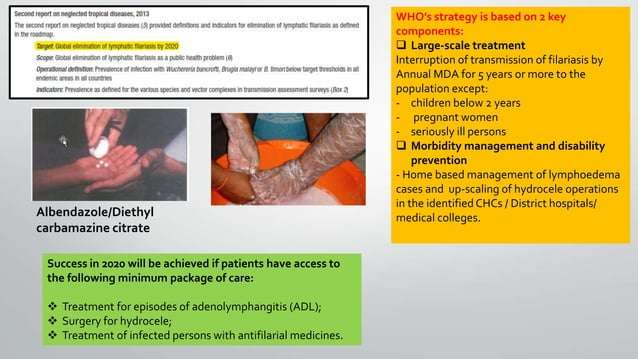 Second report on neglected tropical diseases, 2013
The second report on neglected tropical diseases (3) provided definitions and indicators for elimination of lymphatic filariasis as defined
in the roadmap.
Target: Global elimination of lymphatic filariasis by 2020
Scope: Global elimination of lymphatic filariasis as a public health problem (8)
Operational definition: Prevalence of infection with Wuchereria bancrofti, Brugia malayi or B. timori below target thresholds in all
endemic areas in all countries
Indicators: Prevalence as defined for the various species and vector complexes in transmission assessment surveys (Box 2)
Albendazole/Diethyl
carbamazine citrate
Success in 2020 will be achieved if patients have access to
the following minimum package of care:
❖ Treatment for episodes of adenolymphangitis (ADL);
❖ Surgery for hydrocele;
❖ Treatment of infected persons with antifilarial medicines.
WHO's strategy is based on 2 key
components:
❑ Large-scale treatment
Interruption of transmission of filariasis by
Annual MDA for 5 years or more to the
population except:
- children below 2 years
- pregnant women
- seriously ill persons
❑ Morbidity management and disability
prevention
- Home based management of lymphoedema
cases and up-scaling of hydrocele operations
in the identified CHCs / District hospitals/
medical colleges.